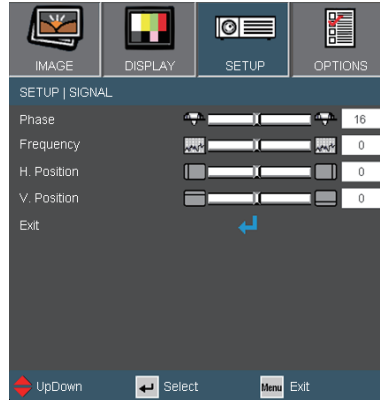 IMAGE DISPLAY SETUP OPTIONS
SETUP | SIGNAL
Phase 16
Frequency 0
H. Position 0
V. Position 0
Exit
UpDown Select Menu Exit